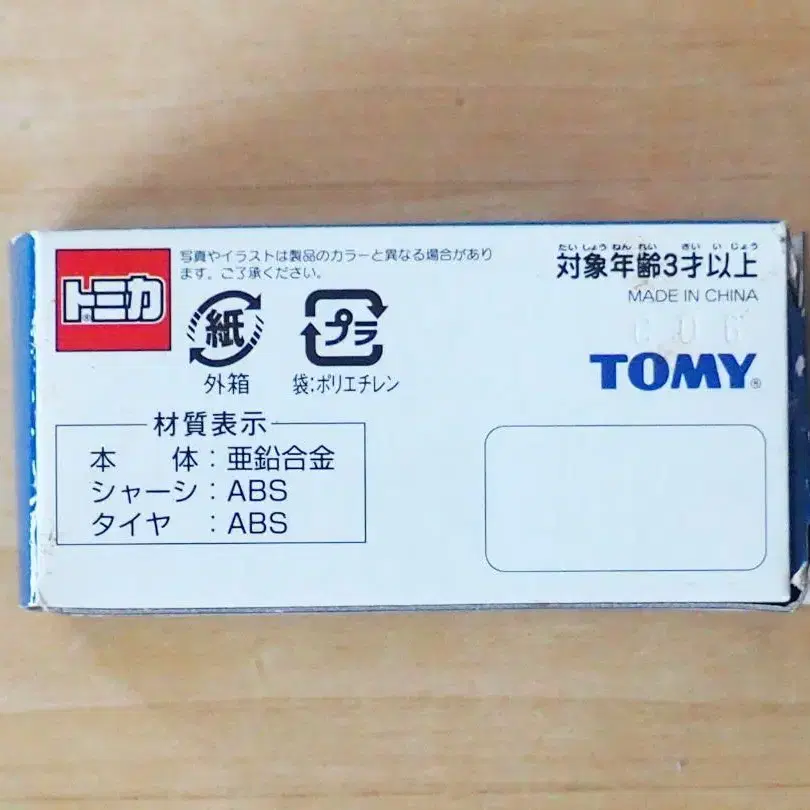 トミカ®
写真やイラストは製品のカラーと異なる場合があり
ます。ご了承ください。
紙
外箱
プラ
袋:ポリエチレン
たいしょうねんれい さい いじょう
対象年齢3才以上
MADE IN CHINA
TOMY®
材質表示
本 体:亜鉛合金
シャーシ:ABS
タイヤ :ABS